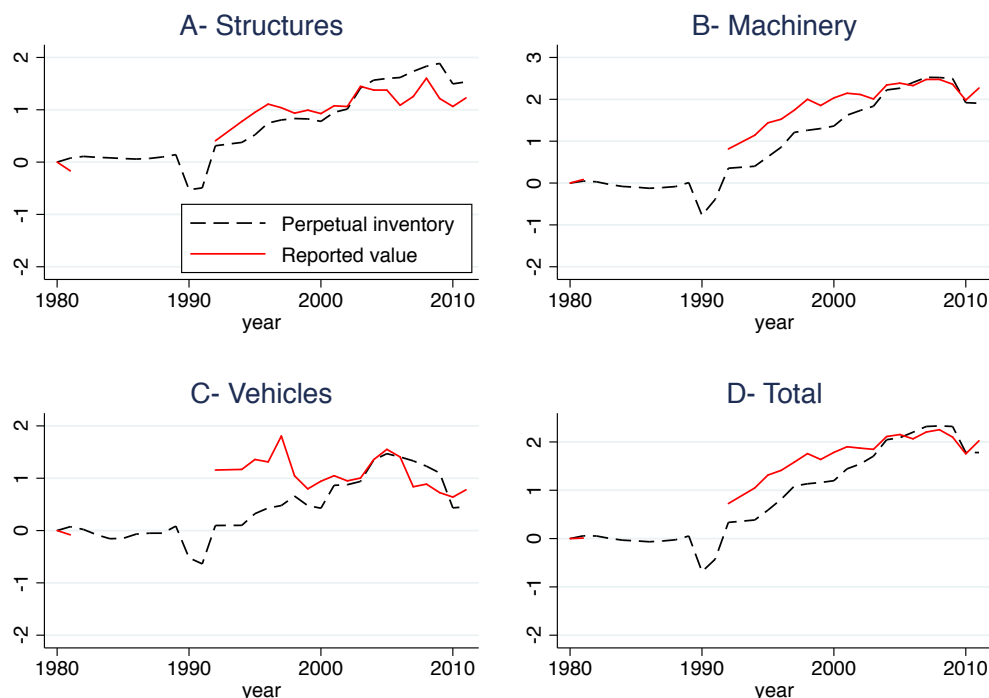 A- Structures
2
1
0
-1
-2
1980 1990 2000 2010
year
Perpetual inventory
Reported value
B- Machinery
3
2
1
0
-1
-2
1980 1990 2000 2010
year
C- Vehicles
2
1
0
-1
-2
1980 1990 2000 2010
year
D- Total
2
1
0
-1
-2
1980 1990 2000 2010
year